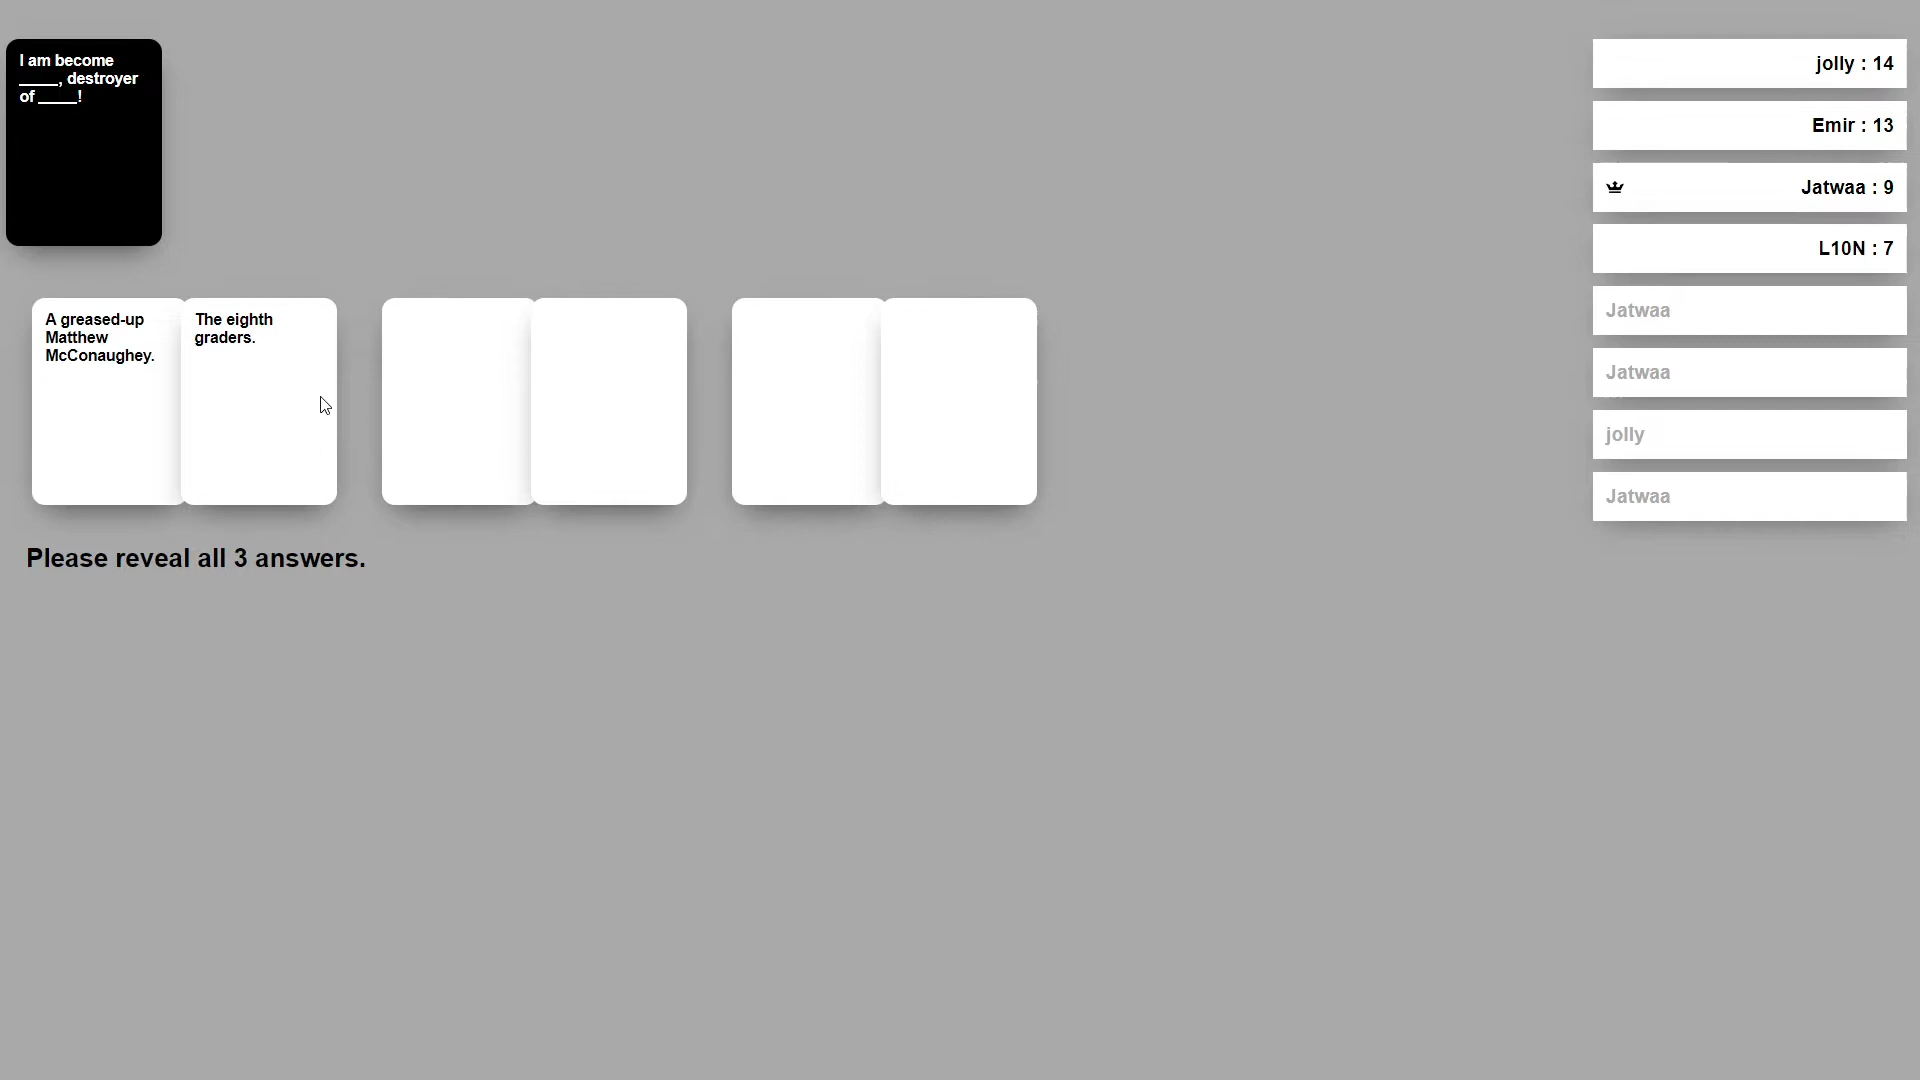 I am become
_____, destroyer
of _____!
A greased-up
Matthew
McConaughey.
The eighth
graders.
Please reveal all 3 answers.
jolly : 14
Emir : 13
Jatwaa : 9
L10N : 7
Jatwaa
Jatwaa
jolly
Jatwaa